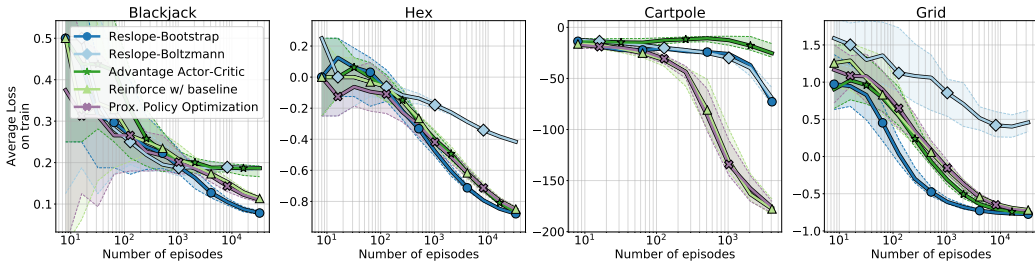 Blackjack
Hex
Cartpole
Grid
Average Loss
on train
0.5
0.4
0.3
0.2
0.1
Reslope-Bootstrap
Reslope-Boltzmann
Advantage Actor-Critic
Reinforce w/ baseline
Prox. Policy Optimization
10¹ 10² 10³ 10⁴
Number of episodes
0.2
0.0
−0.2
−0.4
−0.6
−0.8
10¹ 10² 10³ 10⁴
Number of episodes
0
−50
−100
−150
−200
10¹ 10² 10³
Number of episodes
1.5
1.0
0.5
0.0
−0.5
−1.0
10¹ 10² 10³ 10⁴
Number of episodes